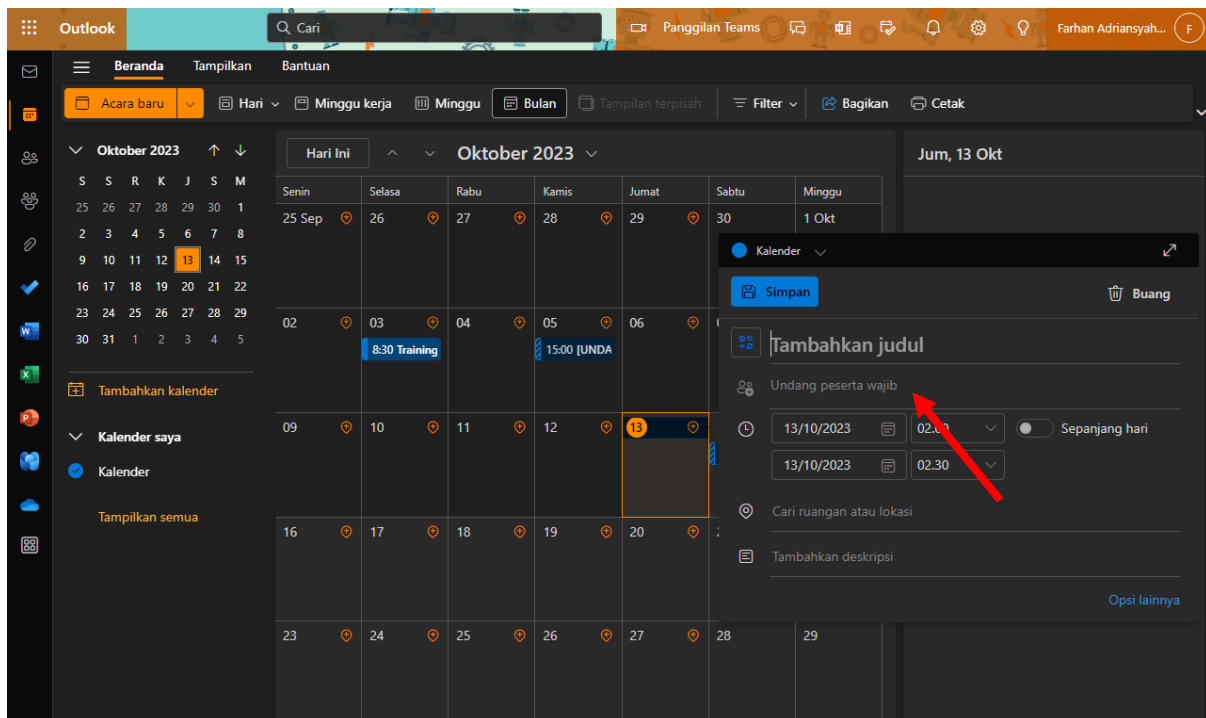 Outlook
Cari
Panggilan Teams
Farhan Adriansyah...
F
Beranda Tampilkan Bantuan
Acara baru Hari Minggu kerja Minggu Bulan Tampilan terpisah Filter Bagikan Cetak
Oktober 2023
S S R K J S M
25 26 27 28 29 30 1
2 3 4 5 6 7 8
9 10 11 12 13 14 15
16 17 18 19 20 21 22
23 24 25 26 27 28 29
30 31 1 2 3 4 5
Tambahkan kalender
Kalender saya
Kalender
Tampilkan semua
Hari Ini Oktober 2023
Senin Selasa Rabu Kamis Jumat Sabtu Minggu
25 Sep 26 27 28 29 30 1 Okt
02 03 04 05 06
8:30 Training 15:00 [UNDA
09 10 11 12 13
16 17 18 19 20
23 24 25 26 27 28 29
Jum, 13 Okt
Kalender
Simpan Buang
Tambahkan judul
Undang peserta wajib
13/10/2023 02.00 Sepanjang hari
13/10/2023 02.30
Cari ruangan atau lokasi
Tambahkan deskripsi
Opsi lainnya